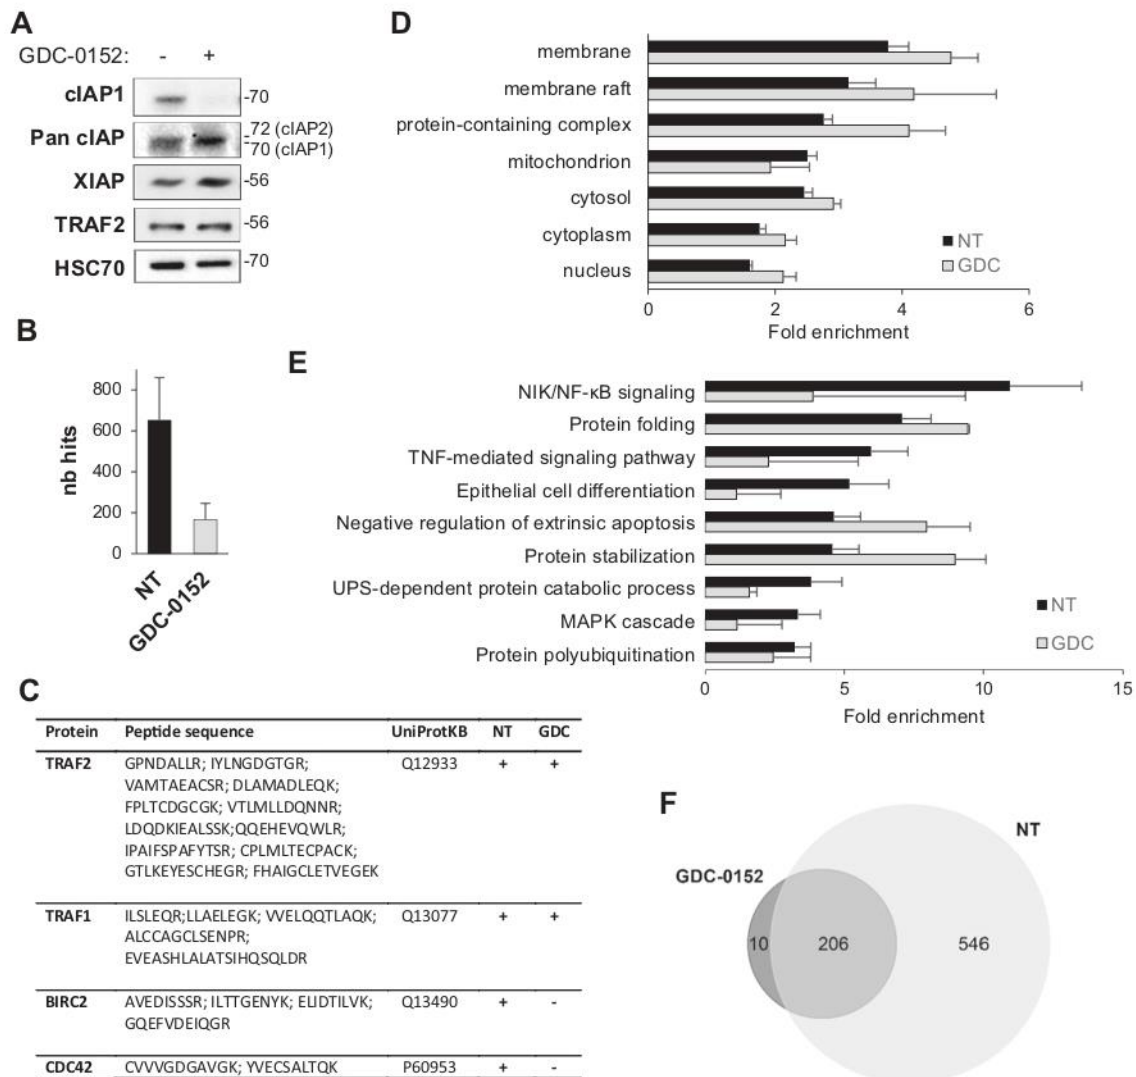 A
GDC-0152: - +
cIAP1 -70
Pan cIAP -72 (cIAP2)
-70 (cIAP1)
XIAP -56
TRAF2 -56
HSC70 -70
B
nb hits
800
600
400
200
0
NT
GDC-0152
C
Protein Peptide sequence UniProtKB NT GDC
TRAF2 GPNDALLR; IYLNGDGTGR; Q12933 + +
VAMTAEACSR; DLAMADLEQK;
FPLTCDGCGK; VTLMLLDQNNR;
LDQDKIEALSSK;QQEHEVQWLR;
IPAIFSPAFYTSR; CPLMLTECPACK;
GTLKEYESCHEGR; FHAIGCLETVEGEK
TRAF1 ILSLEQR;LLAELEGK; VVELQQTLAQK; Q13077 + +
ALCCAGCLSENPR;
EVEASHLALATSIHQSQLDR
BIRC2 AVEDISSSR; ILTTGENYK; ELIDTILVK; Q13490 + -
GQEFVDEIQGR
CDC42 CVVVGDGAVGK; YVECSALTQK P60953 + -
D
membrane
membrane raft
protein-containing complex
mitochondrion
cytosol
cytoplasm
nucleus
NT
GDC
0 2 4 6
Fold enrichment
E
NIK/NF-κB signaling
Protein folding
TNF-mediated signaling pathway
Epithelial cell differentiation
Negative regulation of extrinsic apoptosis
Protein stabilization
UPS-dependent protein catabolic process
MAPK cascade
Protein polyubiquitination
NT
GDC
0 5 10 15
Fold enrichment
F
NT
GDC-0152
10 206 546